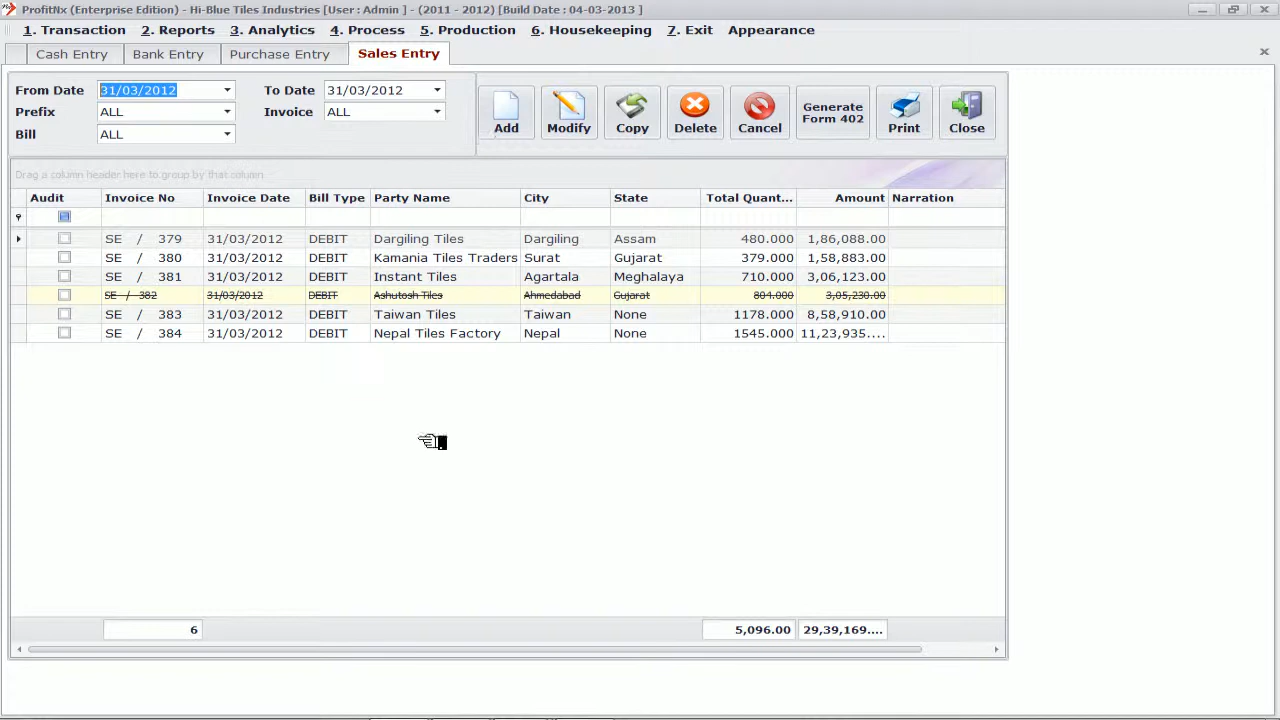 ProfitNx (Enterprise Edition) - Hi-Blue Tiles Industries [User : Admin ] - (2011 - 2012) [Build Date : 04-03-2013 ]
1. Transaction 2. Reports 3. Analytics 4. Process 5. Production 6. Housekeeping 7. Exit Appearance
Cash Entry Bank Entry Purchase Entry Sales Entry
From Date 31/03/2012 To Date 31/03/2012
Prefix ALL Invoice ALL
Bill ALL
Add Modify Copy Delete Cancel Generate Form 402 Print Close
Drag a column header here to group by that column
Audit Invoice No Invoice Date Bill Type Party Name City State Total Quant... Amount Narration
SE / 379 31/03/2012 DEBIT Dargiling Tiles Dargiling Assam 480.000 1,86,088.00
SE / 380 31/03/2012 DEBIT Kamania Tiles Traders Surat Gujarat 379.000 1,58,883.00
SE / 381 31/03/2012 DEBIT Instant Tiles Agartala Meghalaya 710.000 3,06,123.00
SE / 382 31/03/2012 DEBIT Ashutosh Tiles Ahmedabad Gujarat 804.000 3,05,230.00
SE / 383 31/03/2012 DEBIT Taiwan Tiles Taiwan None 1178.000 8,58,910.00
SE / 384 31/03/2012 DEBIT Nepal Tiles Factory Nepal None 1545.000 11,23,935....
6 5,096.00 29,39,169....